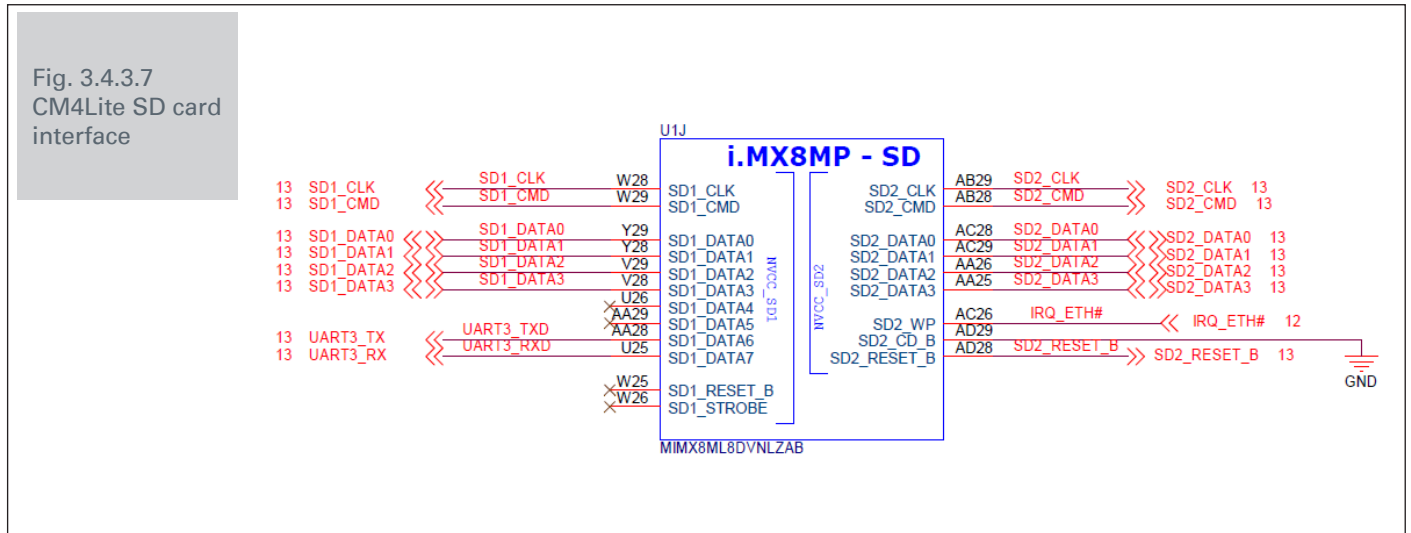 Fig. 3.4.3.7
CM4Lite SD card
interface
U1J
i.MX8MP - SD
13 SD1_CLK SD1_CLK W28 SD1_CLK SD2_CLK AB29 SD2_CLK SD2_CLK 13
13 SD1_CMD SD1_CMD W29 SD1_CMD SD2_CMD AB28 SD2_CMD SD2_CMD 13
13 SD1_DATA0 SD1_DATA0 Y29 SD1_DATA0 SD2_DATA0 AC28 SD2_DATA0 SD2_DATA0 13
13 SD1_DATA1 SD1_DATA1 Y28 SD1_DATA1 SD2_DATA1 AC29 SD2_DATA1 SD2_DATA1 13
13 SD1_DATA2 SD1_DATA2 V29 SD1_DATA2 SD2_DATA2 AA26 SD2_DATA2 SD2_DATA2 13
13 SD1_DATA3 SD1_DATA3 V28 SD1_DATA3 SD2_DATA3 AA25 SD2_DATA3 SD2_DATA3 13
NVCC_SD1
NVCC_SD2
U26 SD1_DATA4
AA29 SD1_DATA5 SD2_WP AC26 IRQ_ETH# IRQ_ETH# 12
13 UART3_TX UART3_TXD AA28 SD1_DATA6 SD2_CD_B AD29
13 UART3_RX UART3_RXD U25 SD1_DATA7 SD2_RESET_B AD28 SD2_RESET_B SD2_RESET_B 13
GND
W25 SD1_RESET_B
W26 SD1_STROBE
MIMX8ML8DVNLZAB